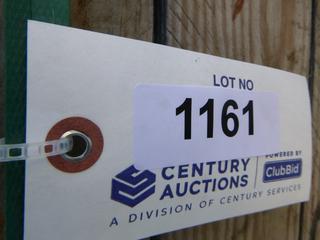 LOT NO
1161
CENTURY
AUCTIONS
POWERED BY
ClubBid
A DIVISION OF CENTURY SERVICES